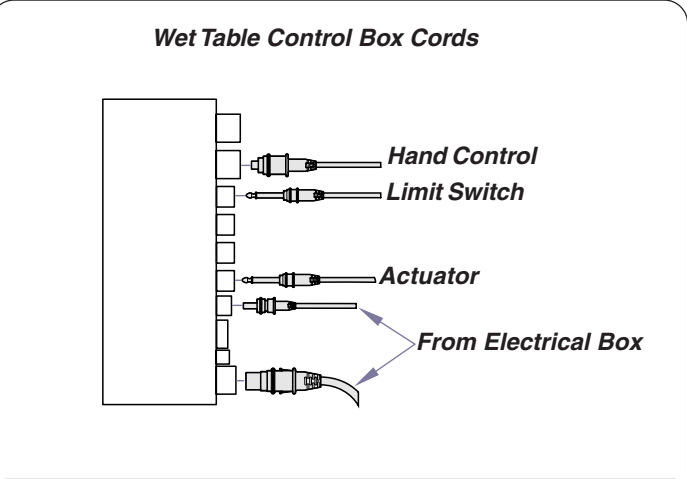 Wet Table Control Box Cords
Hand Control
Limit Switch
Actuator
From Electrical Box